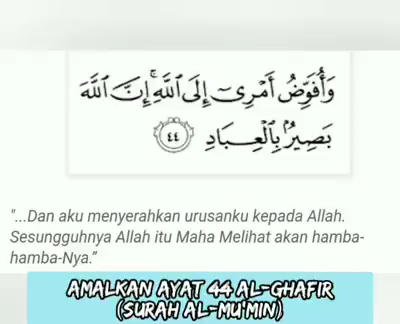 وَأُفَوِّضُ أَمْرِىٓ إِلَى ٱللَّهِ ۚ إِنَّ ٱللَّهَ
بَصِيرٌۢ بِٱلْعِبَادِ ٤٤
"...Dan aku menyerahkan urusanku kepada Allah.
Sesungguhnya Allah itu Maha Melihat akan hamba-
hamba-Nya."
AMALKAN AYAT 44 AL-GHAFIR
(SURAH AL-MU'MIN)